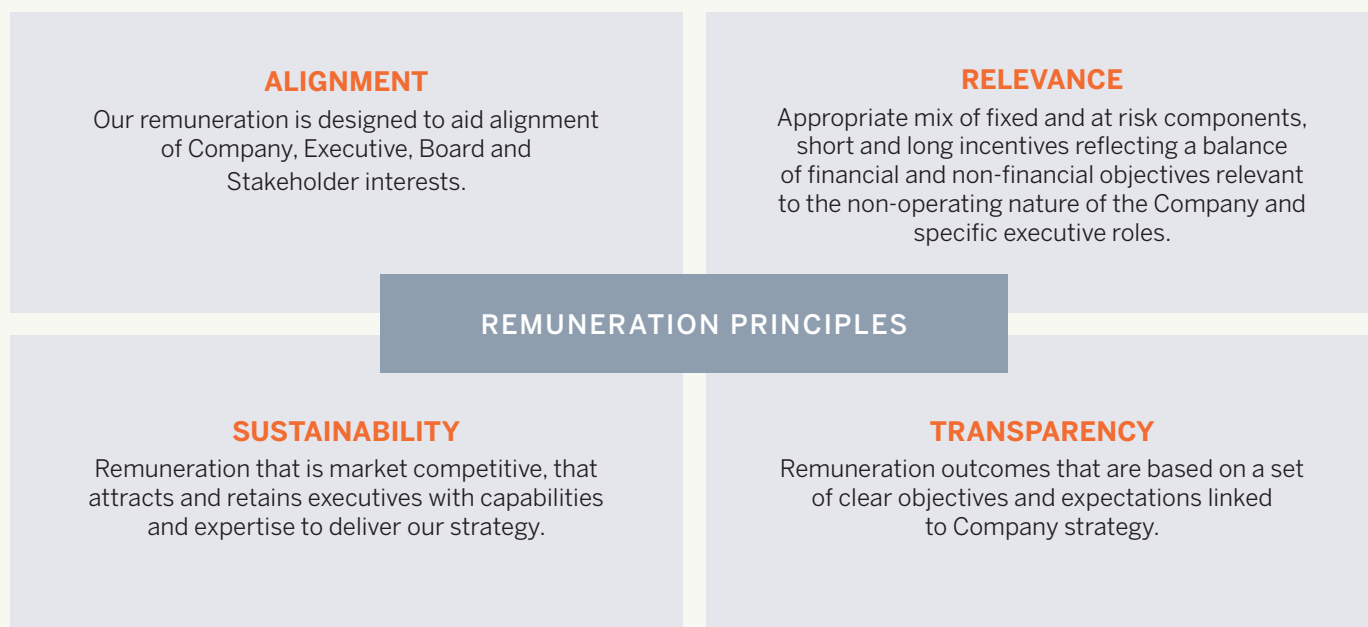 ALIGNMENT
Our remuneration is designed to aid alignment
of Company, Executive, Board and
Stakeholder interests.
RELEVANCE
Appropriate mix of fixed and at risk components,
short and long incentives reflecting a balance
of financial and non-financial objectives relevant
to the non-operating nature of the Company and
specific executive roles.
REMUNERATION PRINCIPLES
SUSTAINABILITY
Remuneration that is market competitive, that
attracts and retains executives with capabilities
and expertise to deliver our strategy.
TRANSPARENCY
Remuneration outcomes that are based on a set
of clear objectives and expectations linked
to Company strategy.